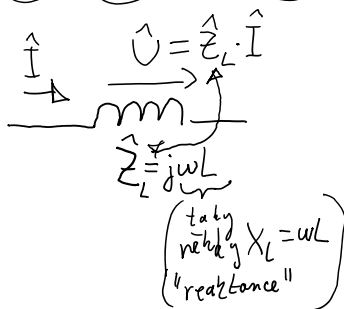 Î
Û = Ẑ_L · Î
Ẑ_L = jωL
taky
někdy X_L = ωL
"reaktance"